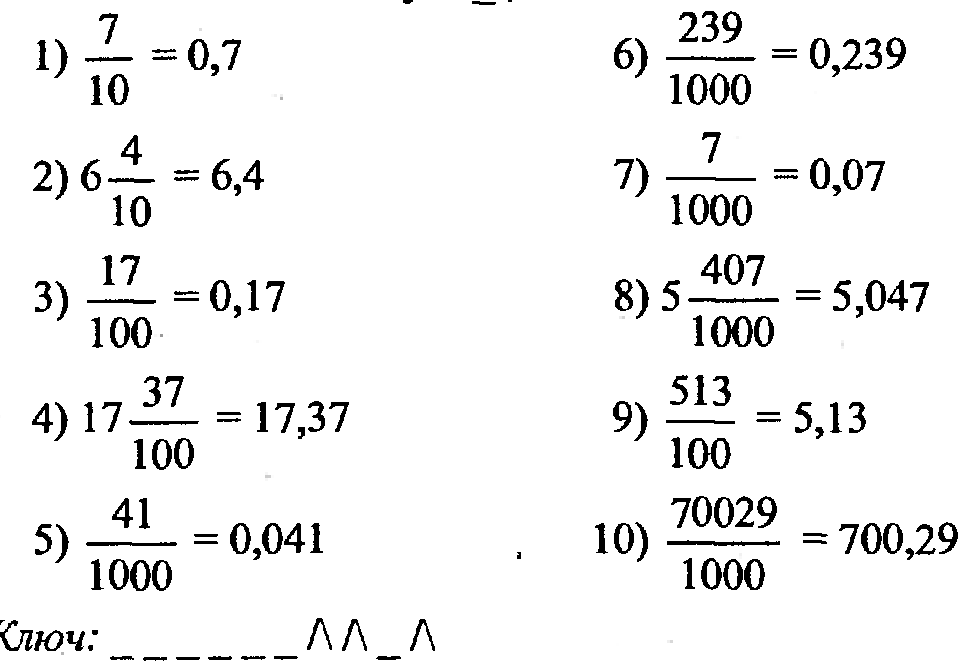 1) 7/10 = 0,7
2) 6 4/10 = 6,4
3) 17/100 = 0,17
4) 17 37/100 = 17,37
5) 41/1000 = 0,041
6) 239/1000 = 0,239
7) 7/1000 = 0,07
8) 5 407/1000 = 5,047
9) 513/100 = 5,13
10) 70029/1000 = 700,29
Ключ: _ _ _ _ _ _ /\ /\ _ /\